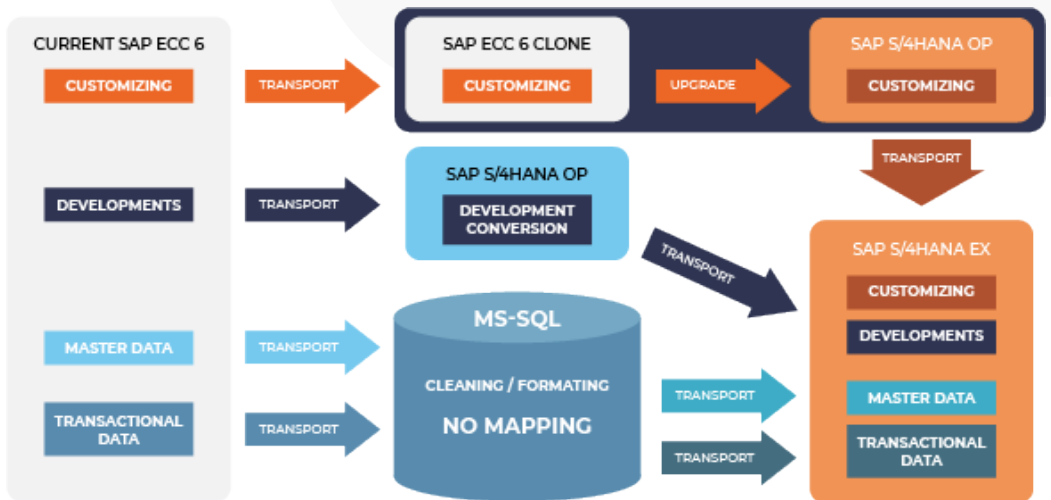 CURRENT SAP ECC 6
CUSTOMIZING
DEVELOPMENTS
MASTER DATA
TRANSACTIONAL
DATA
TRANSPORT
TRANSPORT
TRANSPORT
TRANSPORT
SAP ECC 6 CLONE
CUSTOMIZING
UPGRADE
SAP S/4HANA OP
CUSTOMIZING
TRANSPORT
SAP S/4HANA OP
DEVELOPMENT
CONVERSION
TRANSPORT
MS-SQL
CLEANING / FORMATING
NO MAPPING
TRANSPORT
TRANSPORT
SAP S/4HANA EX
CUSTOMIZING
DEVELOPMENTS
MASTER DATA
TRANSACTIONAL
DATA